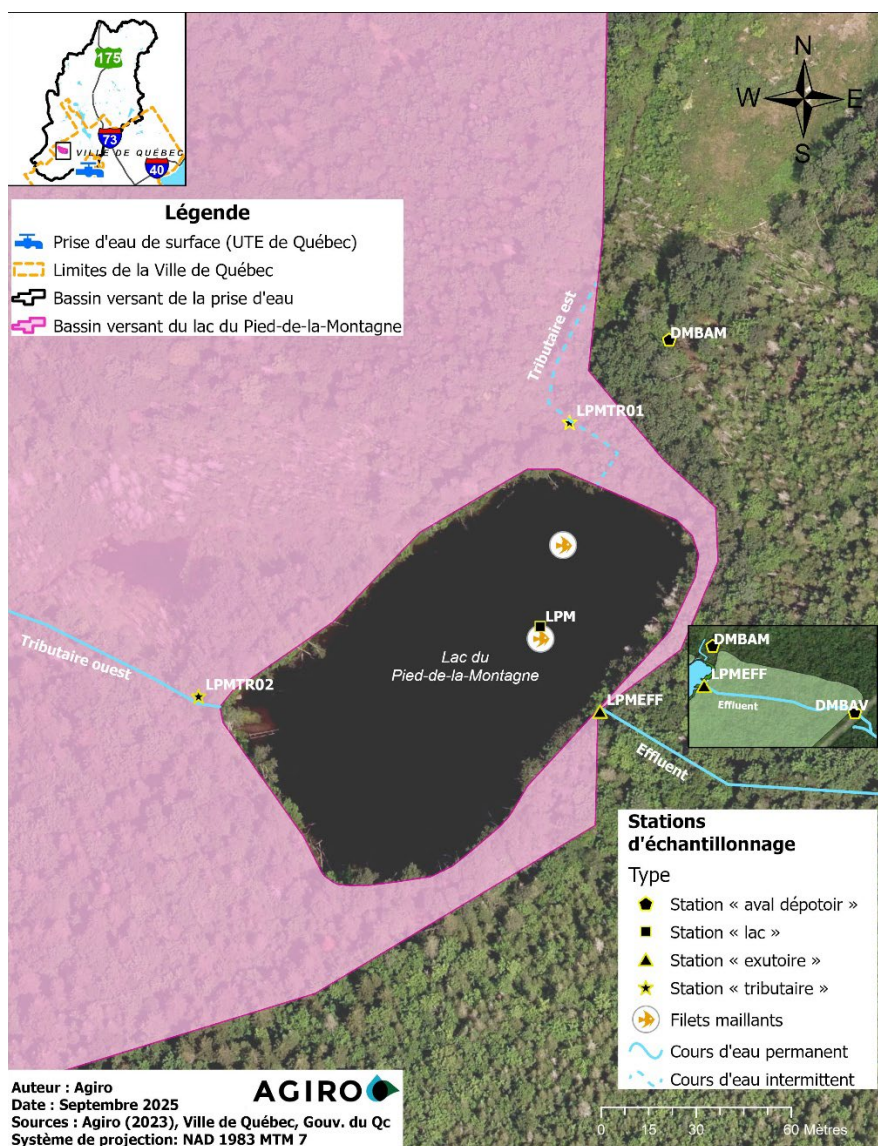 175
73
VILLE DE QUÉBEC
40
N
W E
S
Légende
Prise d'eau de surface (UTE de Québec)
Limites de la Ville de Québec
Bassin versant de la prise d'eau
Bassin versant du lac du Pied-de-la-Montagne
Tributaire est
DMBAM
LPMTR01
LPM
Lac du
Pied-de-la-Montagne
Tributaire ouest
LPMTR02
LPMEFF
Effluent
DMBAM
LPMEFF
Effluent
DMBAV
Stations
d'échantillonnage
Type
Station « aval dépotoir »
Station « lac »
Station « exutoire »
Station « tributaire »
Filets maillants
Cours d'eau permanent
Cours d'eau intermittent
0 15 30 60 Mètres
Auteur : Agiro
Date : Septembre 2025
Sources : Agiro (2023), Ville de Québec, Gouv. du Qc
Système de projection: NAD 1983 MTM 7
AGIRO